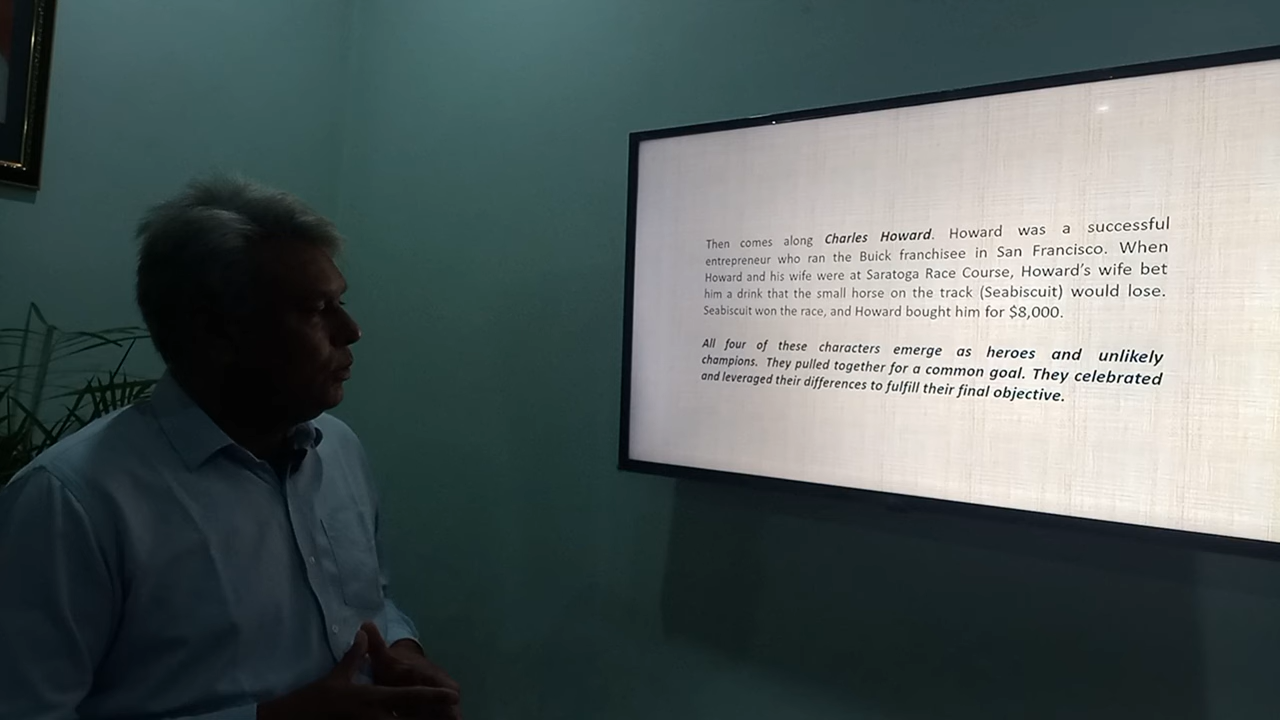 Then comes along Charles Howard. Howard was a successful
entrepreneur who ran the Buick franchisee in San Francisco. When
Howard and his wife were at Saratoga Race Course, Howard's wife bet
him a drink that the small horse on the track (Seabiscuit) would lose.
Seabiscuit won the race, and Howard bought him for $8,000.
All four of these characters emerge as heroes and unlikely
champions. They pulled together for a common goal. They celebrated
and leveraged their differences to fulfill their final objective.